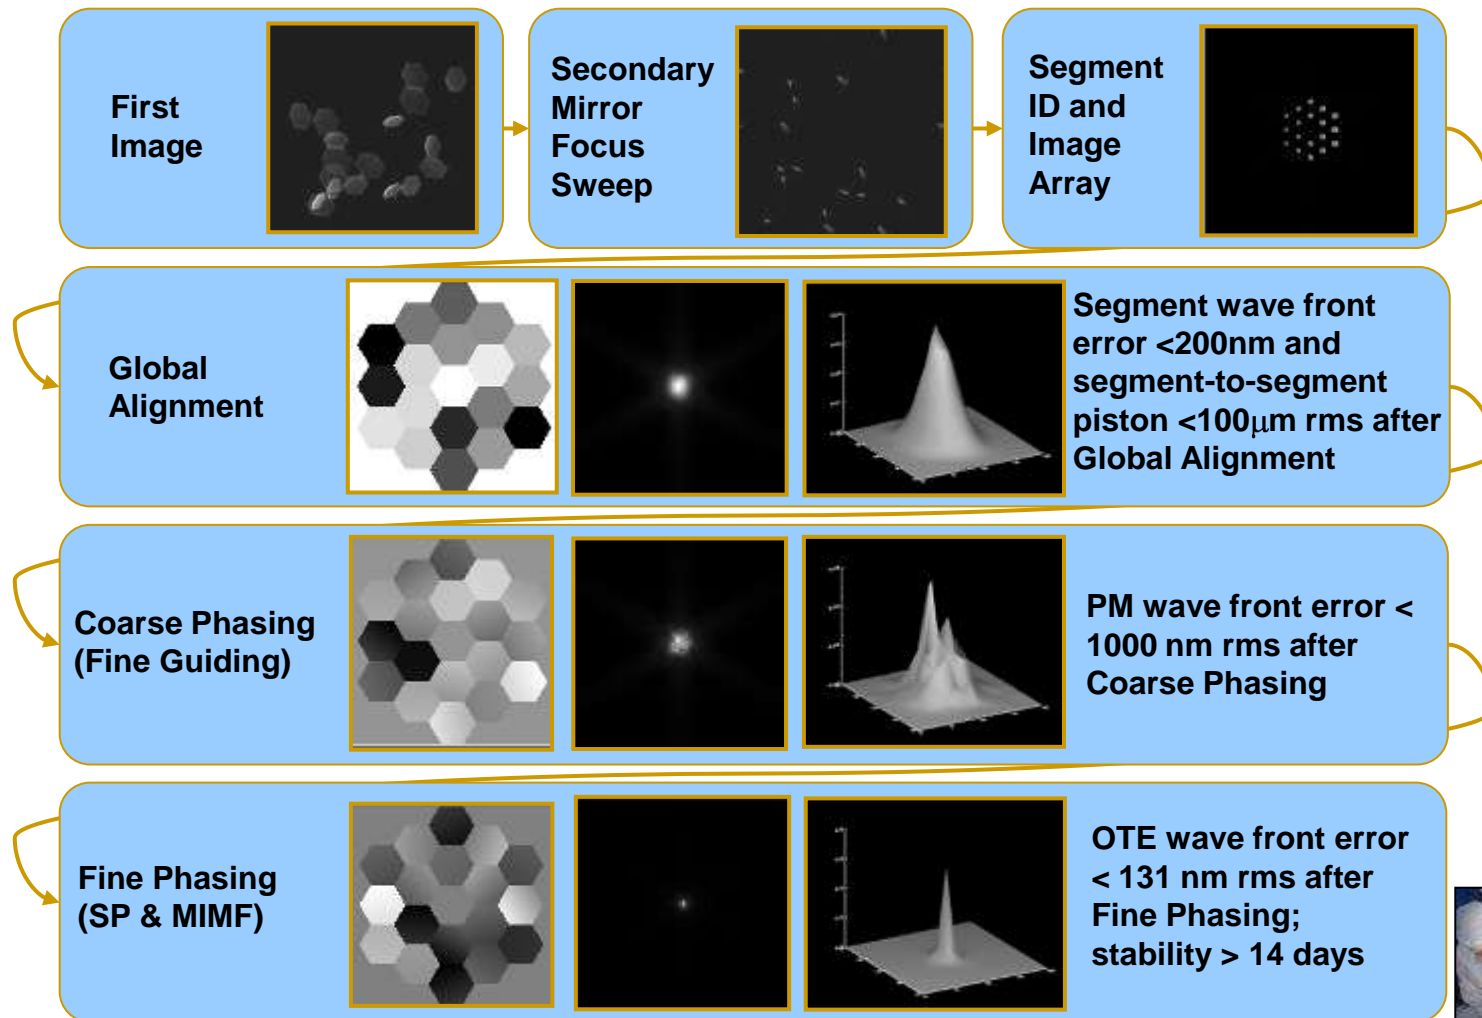 First
Image
Secondary
Mirror
Focus
Sweep
Segment
ID and
Image
Array
Global
Alignment
Segment wave front
error <200nm and
segment-to-segment
piston <100μm rms after
Global Alignment
Coarse Phasing
(Fine Guiding)
PM wave front error <
1000 nm rms after
Coarse Phasing
Fine Phasing
(SP & MIMF)
OTE wave front error
< 131 nm rms after
Fine Phasing;
stability > 14 days